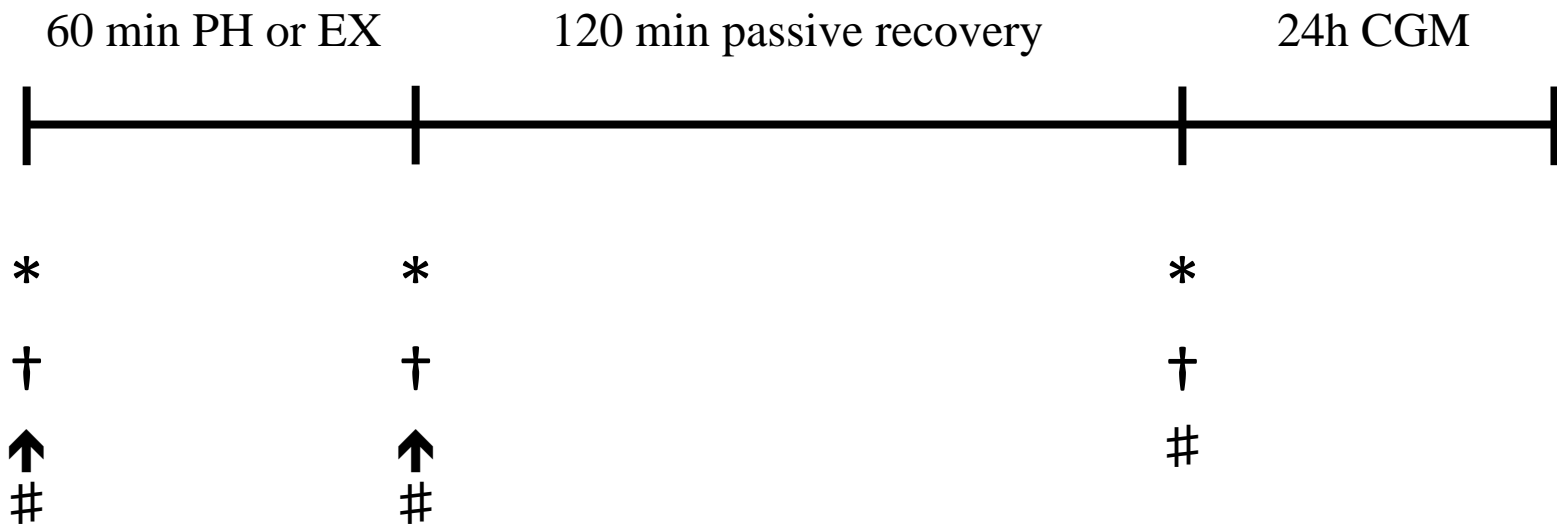 60 min PH or EX 120 min passive recovery 24h CGM
* * *
† † †
↑ ↑ #
# #